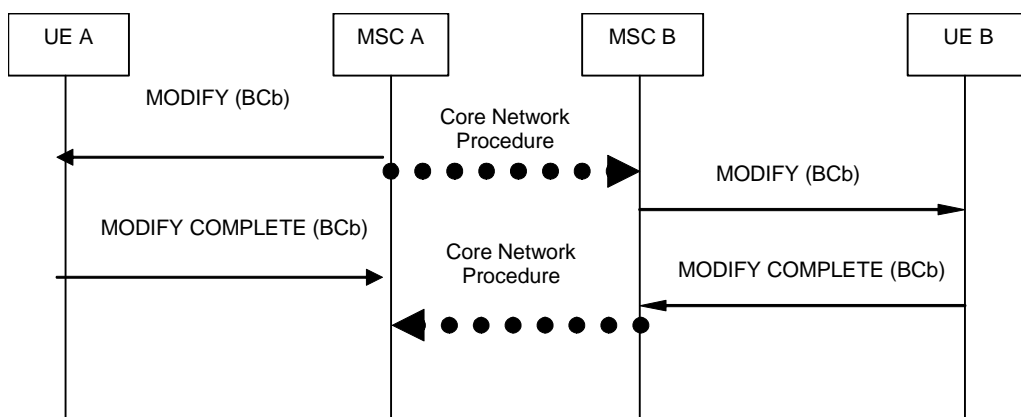 UE A
MSC A
MSC B
UE B
MODIFY (BCb)
Core Network
Procedure
MODIFY (BCb)
MODIFY COMPLETE (BCb)
Core Network
Procedure
MODIFY COMPLETE (BCb)